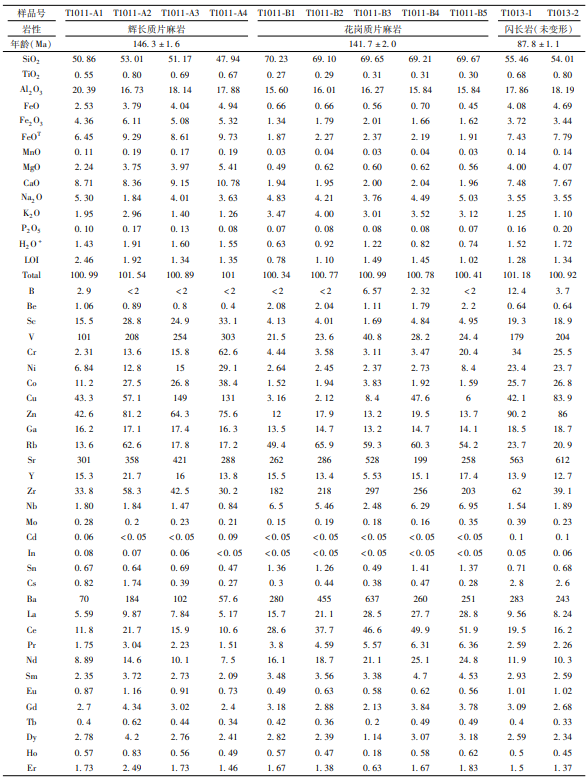 样品号 T1011-A1 T1011-A2 T1011-A3 T1011-A4 T1011-B1 T1011-B2 T1011-B3 T1011-B4 T1011-B5 T1013-1 T1013-2
岩性 辉长质片麻岩 花岗质片麻岩 闪长岩(未变形)
年龄(Ma) 146.3±1.6 141.7±2.0 87.8±1.1
SiO2 50.86 53.01 51.17 47.94 70.23 69.10 69.65 69.21 69.67 55.46 54.01
TiO2 0.55 0.80 0.69 0.67 0.27 0.29 0.31 0.31 0.30 0.68 0.80
Al2O3 20.39 16.73 18.14 17.88 15.60 16.01 16.27 15.84 15.84 17.86 18.19
FeO 2.53 3.79 4.04 4.94 0.66 0.66 0.56 0.70 0.45 4.08 4.69
Fe2O3 4.36 6.11 5.08 5.32 1.34 1.79 2.01 1.66 1.62 3.72 3.44
FeOT 6.45 9.29 8.61 9.73 1.87 2.27 2.37 2.19 1.91 7.43 7.79
MnO 0.11 0.19 0.17 0.19 0.03 0.04 0.03 0.04 0.03 0.14 0.14
MgO 2.24 3.75 3.97 5.41 0.49 0.62 0.60 0.62 0.56 4.00 4.07
CaO 8.71 8.36 9.15 10.78 1.94 1.95 2.00 2.04 1.96 7.48 7.67
Na2O 5.30 1.84 4.01 3.63 4.83 4.21 3.76 4.49 5.03 3.55 3.55
K2O 1.95 2.96 1.40 1.26 3.47 4.00 3.01 3.52 3.12 1.25 1.10
P2O5 0.10 0.17 0.13 0.08 0.07 0.08 0.08 0.08 0.07 0.16 0.20
H2O+ 1.43 1.91 1.60 1.55 0.63 0.92 1.22 0.82 0.74 1.52 1.72
LOI 2.46 1.92 1.34 1.35 0.78 1.10 1.49 1.45 1.02 1.28 1.34
Total 100.99 101.54 100.89 101 100.34 100.77 100.99 100.78 100.41 101.18 100.92
B 2.9 <2 <2 <2 <2 <2 6.57 2.32 <2 12.4 3.7
Be 1.06 0.89 0.8 0.4 2.08 2.04 1.11 1.79 2.2 0.64 0.64
Sc 15.5 28.8 24.9 33.1 4.13 4.01 1.69 4.84 4.95 19.3 18.9
V 101 208 254 303 21.5 23.6 40.8 28.2 24.4 179 204
Cr 2.31 13.6 15.8 62.6 4.44 3.58 3.11 3.47 20.4 34 25.5
Ni 6.84 12.8 15 29.1 2.64 2.45 2.37 2.73 8.4 23.4 23.7
Co 11.2 27.5 26.8 38.4 1.52 1.94 3.83 1.92 1.59 25.7 26.8
Cu 43.3 57.1 149 131 3.16 2.12 8.4 47.6 6 42.1 83.9
Zn 42.6 81.2 64.3 75.6 12 17.9 13.2 19.5 13.7 90.2 86
Ga 16.2 17.1 17.4 16.3 13.5 14.7 13.2 14.7 14.1 18.5 18.7
Rb 13.6 62.6 17.8 17.2 49.4 65.9 59.3 60.3 54.2 23.7 20.9
Sr 301 358 421 288 262 286 528 199 258 563 612
Y 15.3 21.7 16 13.8 15.5 13.4 5.53 15.1 17.4 13.9 12.7
Zr 33.8 58.3 42.5 30.2 182 218 297 256 203 62 39.1
Nb 1.80 1.84 1.47 0.84 6.5 5.46 2.48 6.29 6.95 1.54 1.89
Mo 0.28 0.2 0.23 0.21 0.15 0.19 0.18 0.16 0.35 0.39 0.23
Cd 0.06 <0.05 <0.05 0.09 <0.05 <0.05 <0.05 <0.05 <0.05 0.1 0.1
In 0.08 0.07 0.06 <0.05 <0.05 <0.05 <0.05 <0.05 <0.05 0.05 0.06
Sn 0.67 0.64 0.69 0.47 1.36 1.26 0.49 1.41 1.37 0.71 0.68
Cs 0.82 1.74 0.39 0.27 0.3 0.44 0.38 0.47 0.28 2.8 2.6
Ba 70 184 102 57.6 280 455 637 260 251 283 243
La 5.59 9.87 7.84 5.17 15.7 21.1 28.5 27.7 28.8 9.56 8.24
Ce 11.8 21.7 15.9 10.6 28.6 37.7 46.6 49.9 51.9 19.5 16.2
Pr 1.75 3.04 2.23 1.51 3.8 4.59 5.57 6.31 6.36 2.59 2.26
Nd 8.89 14.6 10.1 7.5 16.1 18.7 21.1 25.1 24.8 11.9 10.3
Sm 2.35 3.72 2.73 2.09 3.48 3.56 3.38 4.7 4.53 2.93 2.59
Eu 0.87 1.16 0.91 0.73 0.49 0.63 0.58 0.62 0.56 1.01 1.02
Gd 2.7 4.34 3.02 2.4 3.18 2.88 2.13 3.84 3.78 3.09 2.68
Tb 0.4 0.62 0.44 0.34 0.42 0.36 0.2 0.49 0.49 0.4 0.33
Dy 2.78 4.2 2.76 2.41 2.82 2.39 1.14 3.07 3.18 2.59 2.34
Ho 0.57 0.83 0.56 0.49 0.57 0.47 0.18 0.58 0.62 0.5 0.45
Er 1.73 2.49 1.73 1.46 1.67 1.38 0.63 1.67 1.83 1.5 1.37